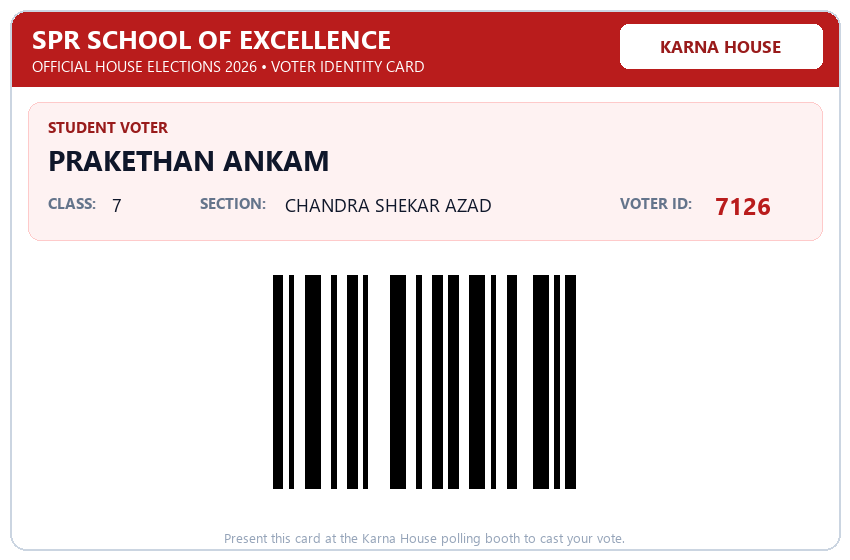 SPR SCHOOL OF EXCELLENCE
OFFICIAL HOUSE ELECTIONS 2026 • VOTER IDENTITY CARD
KARNA HOUSE
STUDENT VOTER
PRAKETHAN ANKAM
CLASS: 7 SECTION: CHANDRA SHEKAR AZAD VOTER ID: 7126
Present this card at the Karna House polling booth to cast your vote.